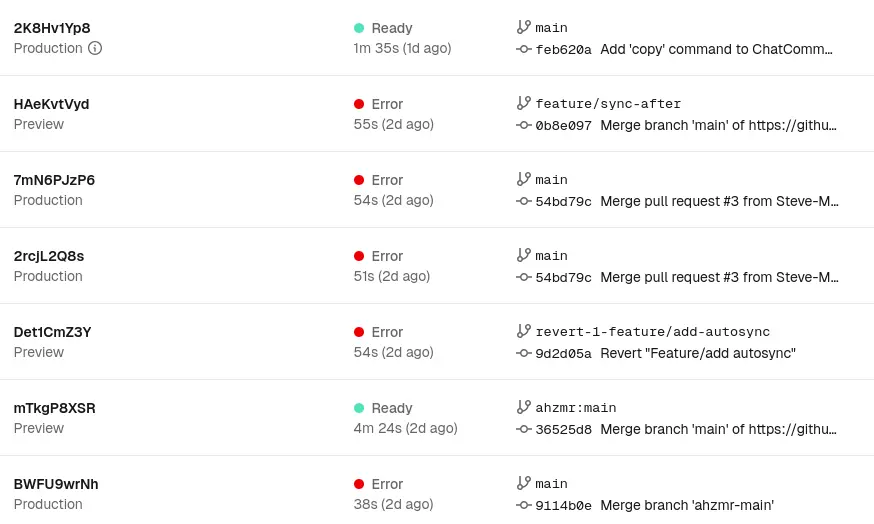 2K8Hv1Yp8 Ready main
Production 1m 35s (1d ago) feb620a Add 'copy' command to ChatComm…
HAeKvtVyd Error feature/sync-after
Preview 55s (2d ago) 0b8e097 Merge branch 'main' of https://githu…
7mN6PJzP6 Error main
Production 54s (2d ago) 54bd79c Merge pull request #3 from Steve-M…
2rcjL2Q8s Error main
Production 51s (2d ago) 54bd79c Merge pull request #3 from Steve-M…
Det1CmZ3Y Error revert-1-feature/add-autosync
Preview 54s (2d ago) 9d2d05a Revert "Feature/add autosync"
mTkgP8XSR Ready ahzmr:main
Preview 4m 24s (2d ago) 36525d8 Merge branch 'main' of https://githu…
BWFU9wrNh Error main
Production 38s (2d ago) 9114b0e Merge branch 'ahzmr-main'